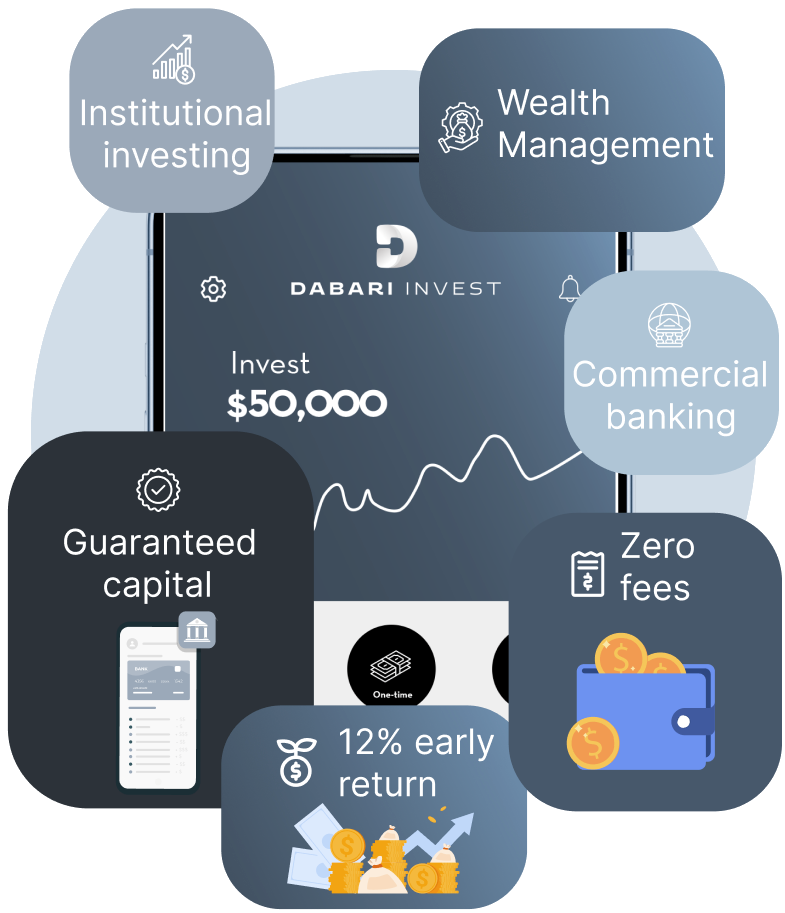 Institutional
investing
Wealth
Management
DABARI INVEST
Invest
$50,000
Commercial
banking
Guaranteed
capital
Zero
fees
BANK
One-time
12% early
return